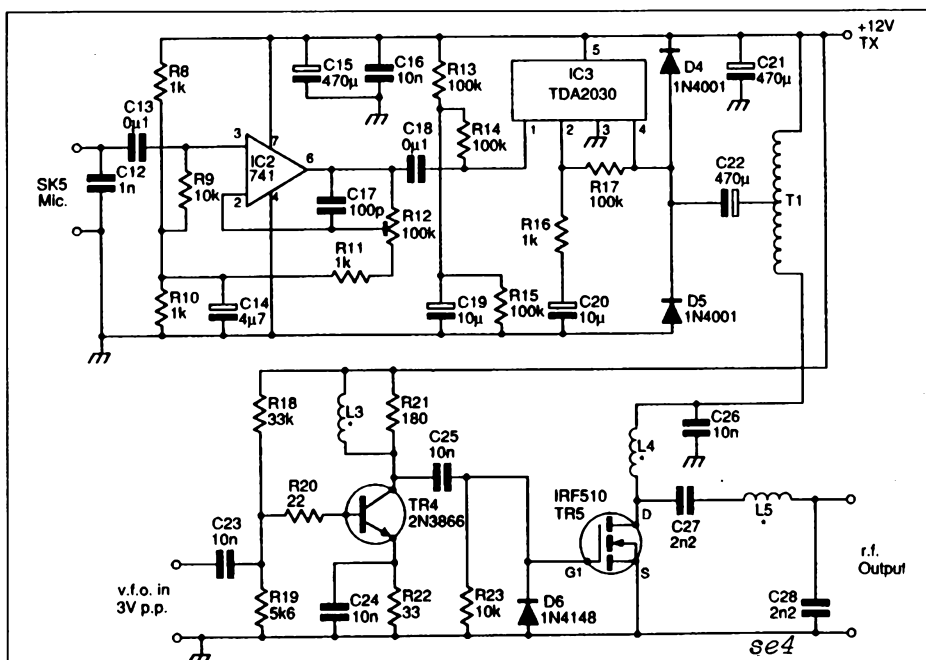 +12V
TX
R8
1k
C15
470µ
C16
10n
R13
100k
5
IC3
TDA2030
D4
1N4001
C21
470µ
C13
0µ1
3
7
IC2
741
6
2
4
C18
0µ1
R14
100k
1
2
3
4
C22
470µ
T1
SK5
Mic.
C12
1n
R9
10k
C17
100p
R12
100k
R17
100k
R16
1k
R11
1k
R10
1k
C14
4µ7
C19
10µ
R15
100k
C20
10µ
D5
1N4001
R18
33k
L3
R21
180
C25
10n
L4
C26
10n
R20
22
TR4
2N3866
IRF510
TR5
D
G1
S
C27
2n2
L5
C23
10n
v.f.o. in
3V p.p.
R19
5k6
C24
10n
R22
33
R23
10k
D6
1N4148
C28
2n2
r.f.
Output
se4